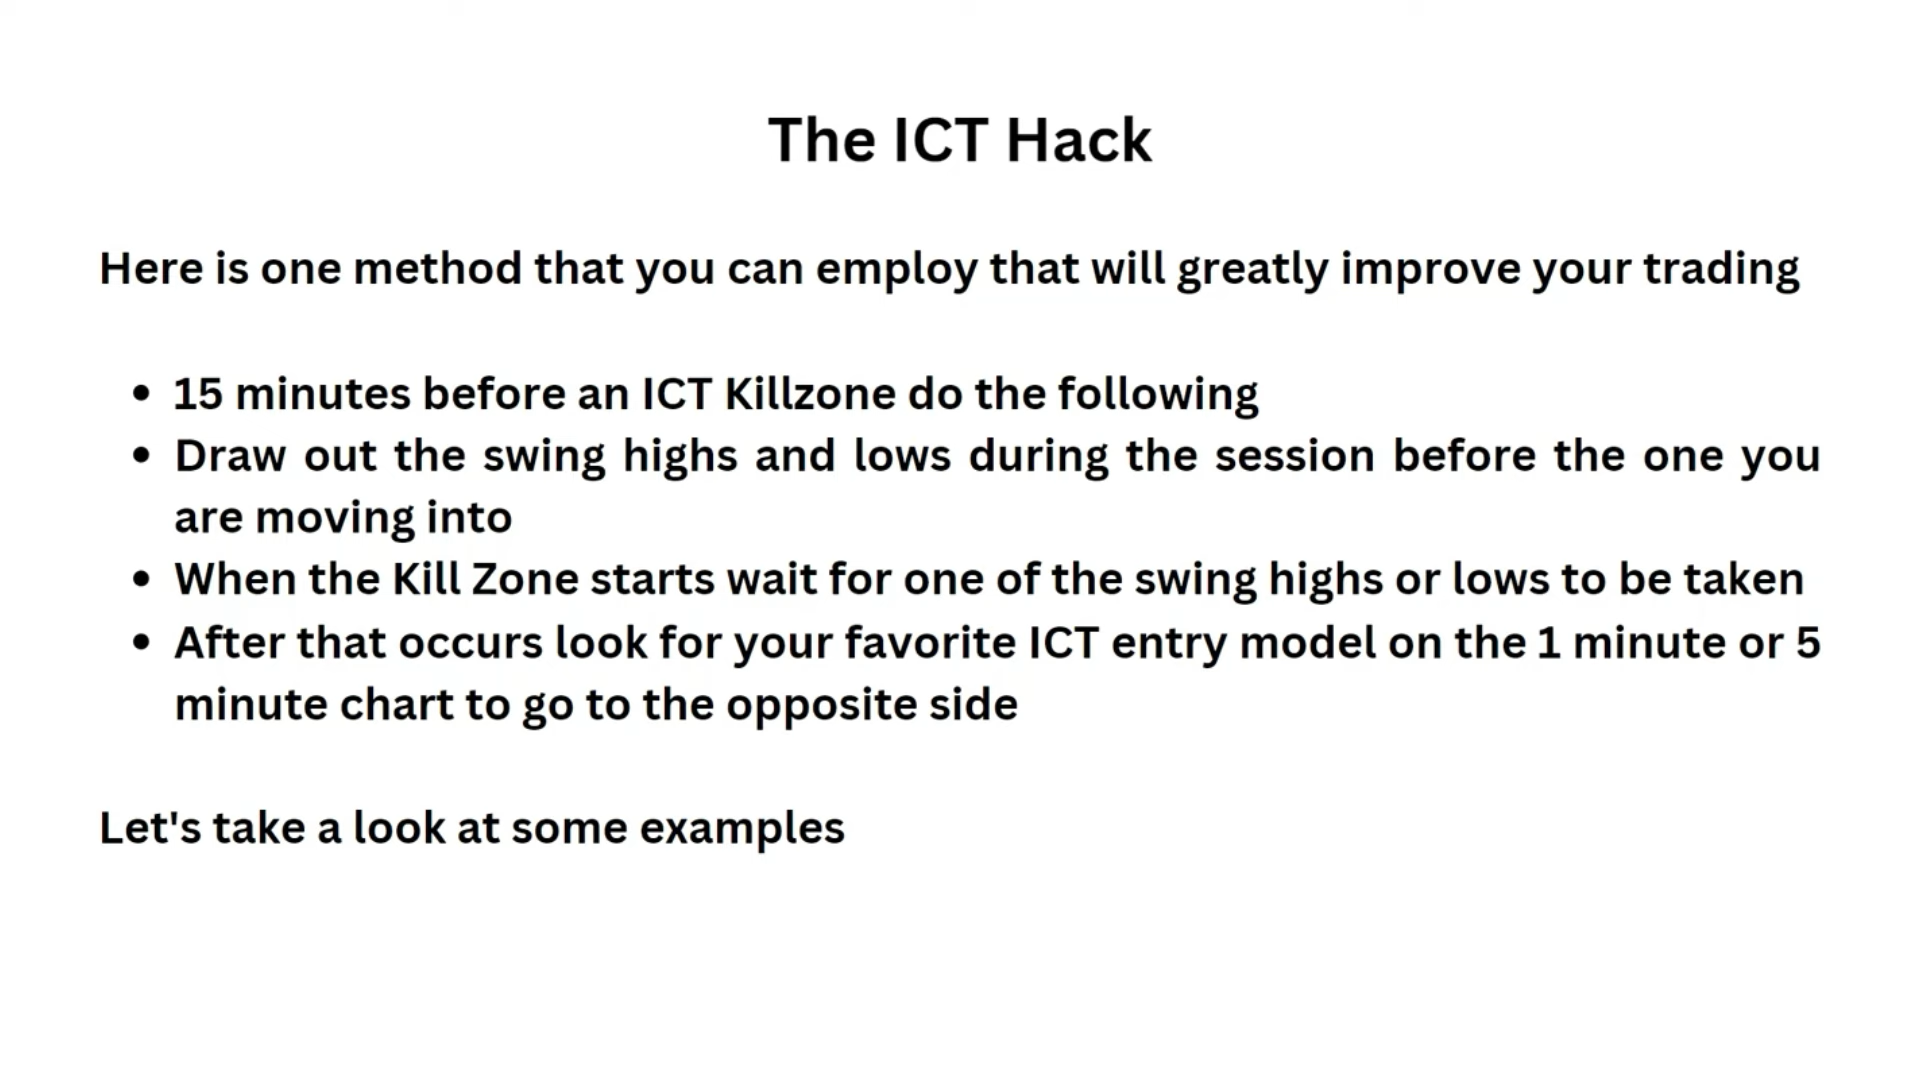 The ICT Hack
Here is one method that you can employ that will greatly improve your trading
• 15 minutes before an ICT Killzone do the following
• Draw out the swing highs and lows during the session before the one you
are moving into
• When the Kill Zone starts wait for one of the swing highs or lows to be taken
• After that occurs look for your favorite ICT entry model on the 1 minute or 5
minute chart to go to the opposite side
Let's take a look at some examples